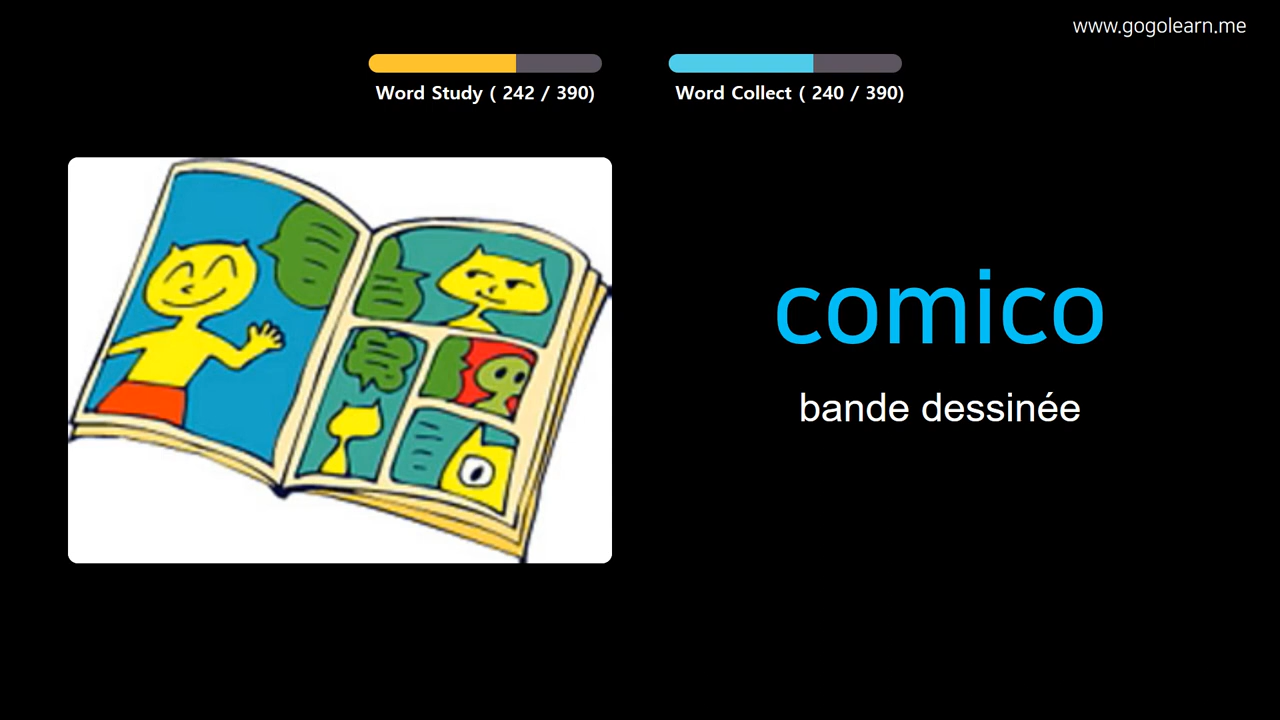 www.gogolearn.me
Word Study ( 242 / 390)
Word Collect ( 240 / 390)
comico
bande dessinée